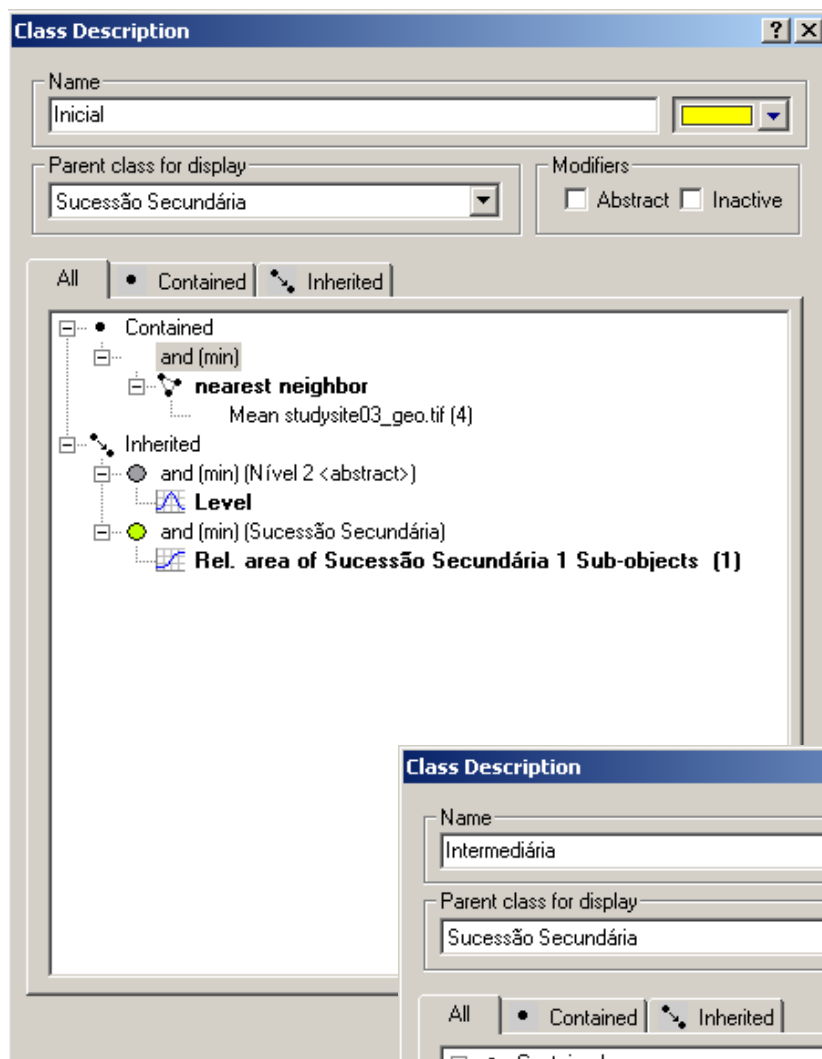 Class Description
Name
Inicial
Parent class for display
Modifiers
Sucessão Secundária
Abstract
Inactive
All
Contained
Inherited
Contained
and (min)
nearest neighbor
Mean studysite03_geo.tif (4)
Inherited
and (min) (Nível 2 <abstract>)
Level
and (min) (Sucessão Secundária)
Rel. area of Sucessão Secundária 1 Sub-objects (1)
Class Description
Name
Intermediária
Parent class for display
Sucessão Secundária
All
Contained
Inherited
Contained